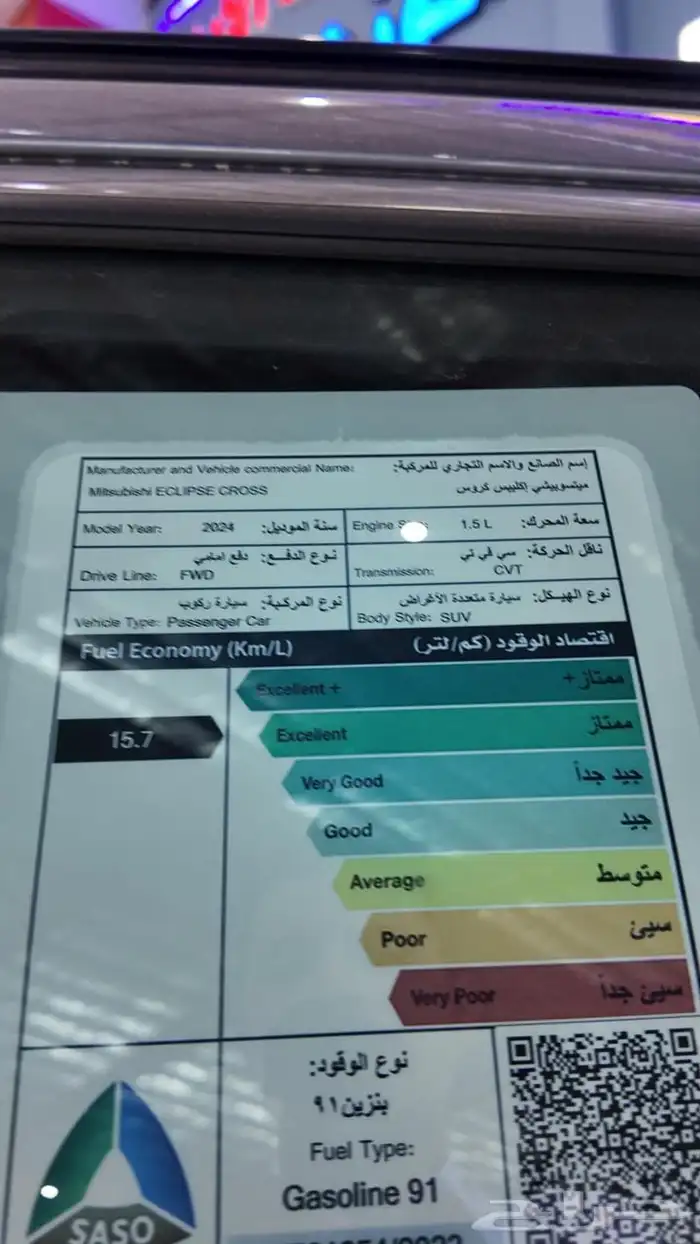 Manufacturer and Vehicle commercial Name: إسم الصانع والاسم التجاري للمركبة:
Mitsubishi ECLIPSE CROSS ميتسوبيشي إكليبس كروس
Model Year: 2024 سنة الموديل:
Engine 1.5 L سعة المحرك:
نوع الدفع: دفع امامي
Drive Line: FWD
ناقل الحركة: سي في تي
Transmission: CVT
نوع المركبة: سيارة ركوب
Vehicle Type: Passenger Car
نوع الهيكل: سيارة متعددة الأغراض
Body Style: SUV
Fuel Economy (Km/L) اقتصاد الوقود (كم/لتر)
15.7
Excellent + ممتاز+
Excellent ممتاز
Very Good جيد جداً
Good جيد
Average متوسط
Poor سيئ
Very Poor سيئ جداً
نوع الوقود:
بنزين ٩١
Fuel Type:
Gasoline 91
SASO